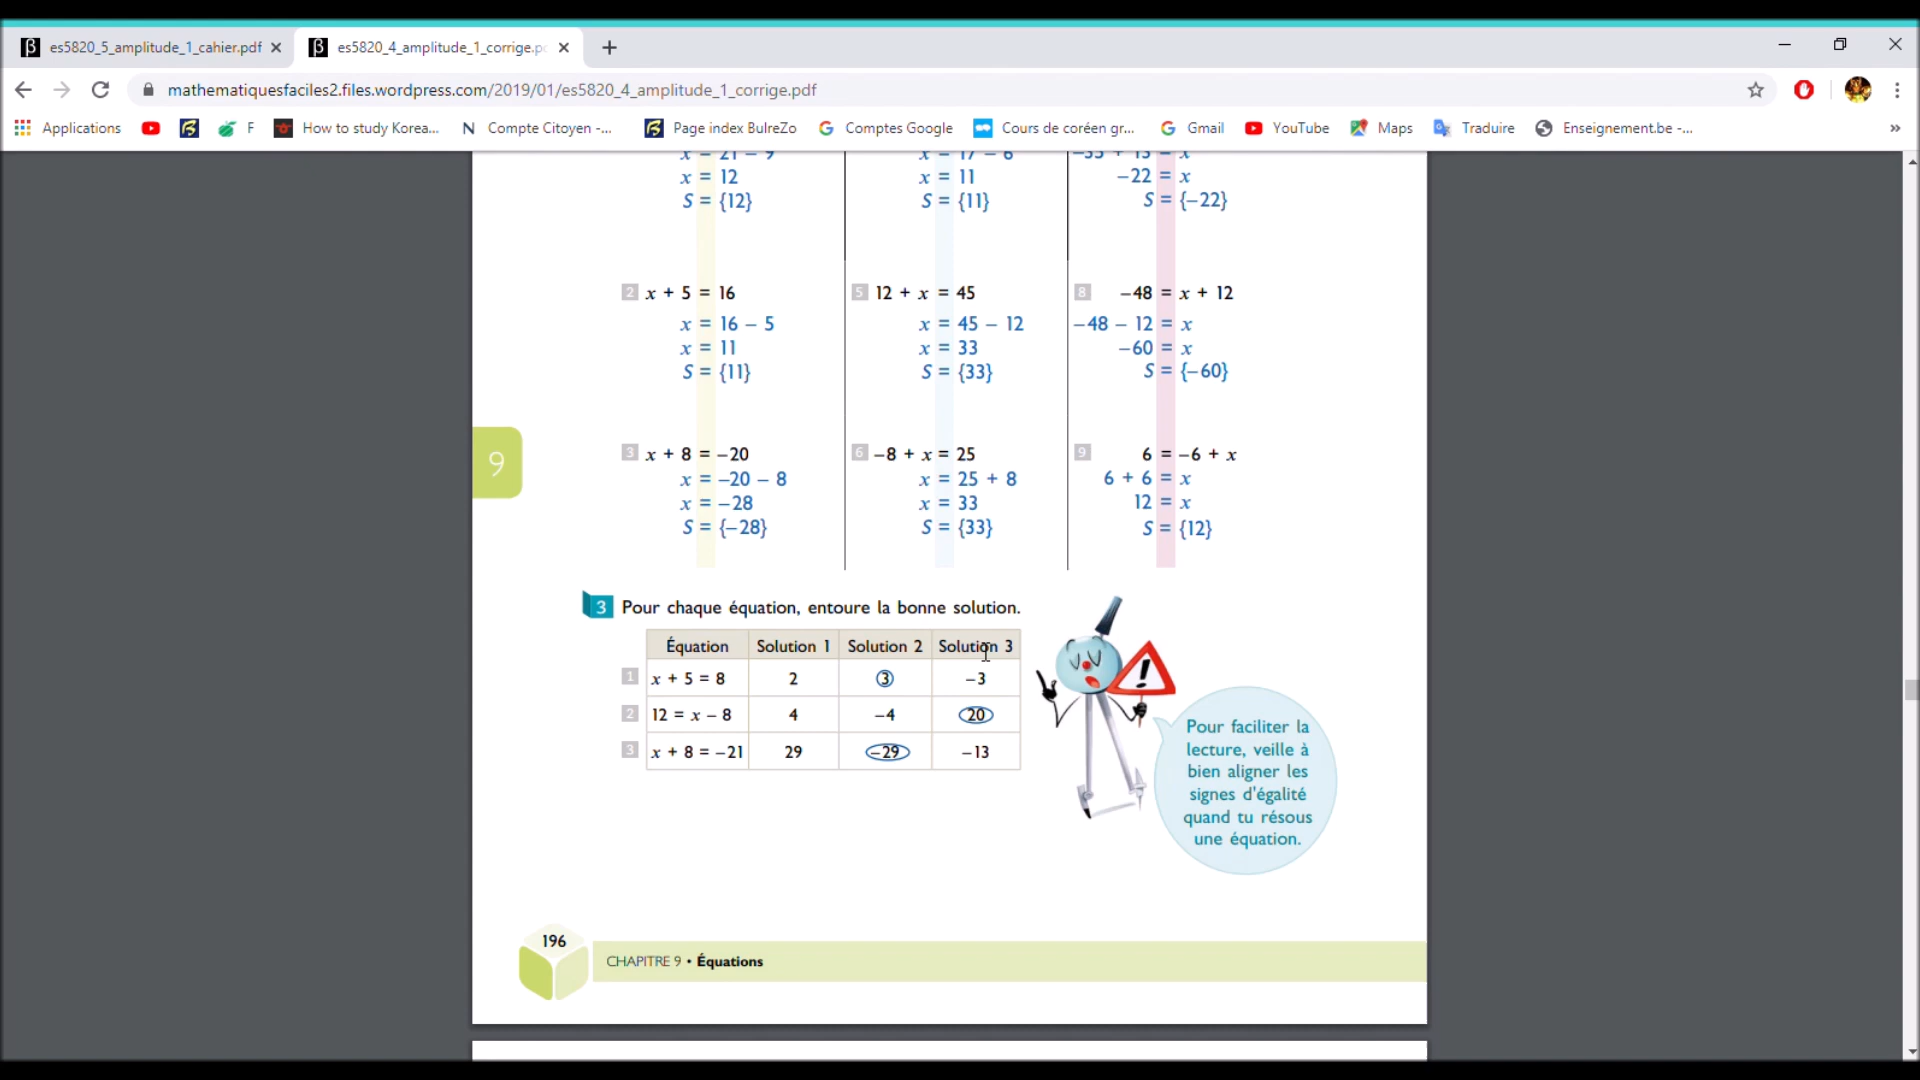 es5820_5_amplitude_1_cahier.pdf
es5820_4_amplitude_1_corrige.p
mathematiquesfaciles2.files.wordpress.com/2019/01/es5820_4_amplitude_1_corrige.pdf
Applications F How to study Korea... Compte Citoyen -... Page index BulreZo Comptes Google Cours de coréen gr... Gmail YouTube Maps Traduire Enseignement.be -... »
x = 21 − 9
x = 12
S = {12}
x = 17 − 6
x = 11
S = {11}
−22 = x
S = {−22}
2 x + 5 = 16
x = 16 − 5
x = 11
S = {11}
5 12 + x = 45
x = 45 − 12
x = 33
S = {33}
8 −48 = x + 12
−48 − 12 = x
−60 = x
S = {−60}
9
3 x + 8 = −20
x = −20 − 8
x = −28
S = {−28}
6 −8 + x = 25
x = 25 + 8
x = 33
S = {33}
9 6 = −6 + x
6 + 6 = x
12 = x
S = {12}
3 Pour chaque équation, entoure la bonne solution.
Équation Solution 1 Solution 2 Solution 3
1 x + 5 = 8 2 3 −3
2 12 = x − 8 4 −4 20
3 x + 8 = −21 29 −29 −13
!
Pour faciliter la
lecture, veille à
bien aligner les
signes d'égalité
quand tu résous
une équation.
196
CHAPITRE 9 • Équations